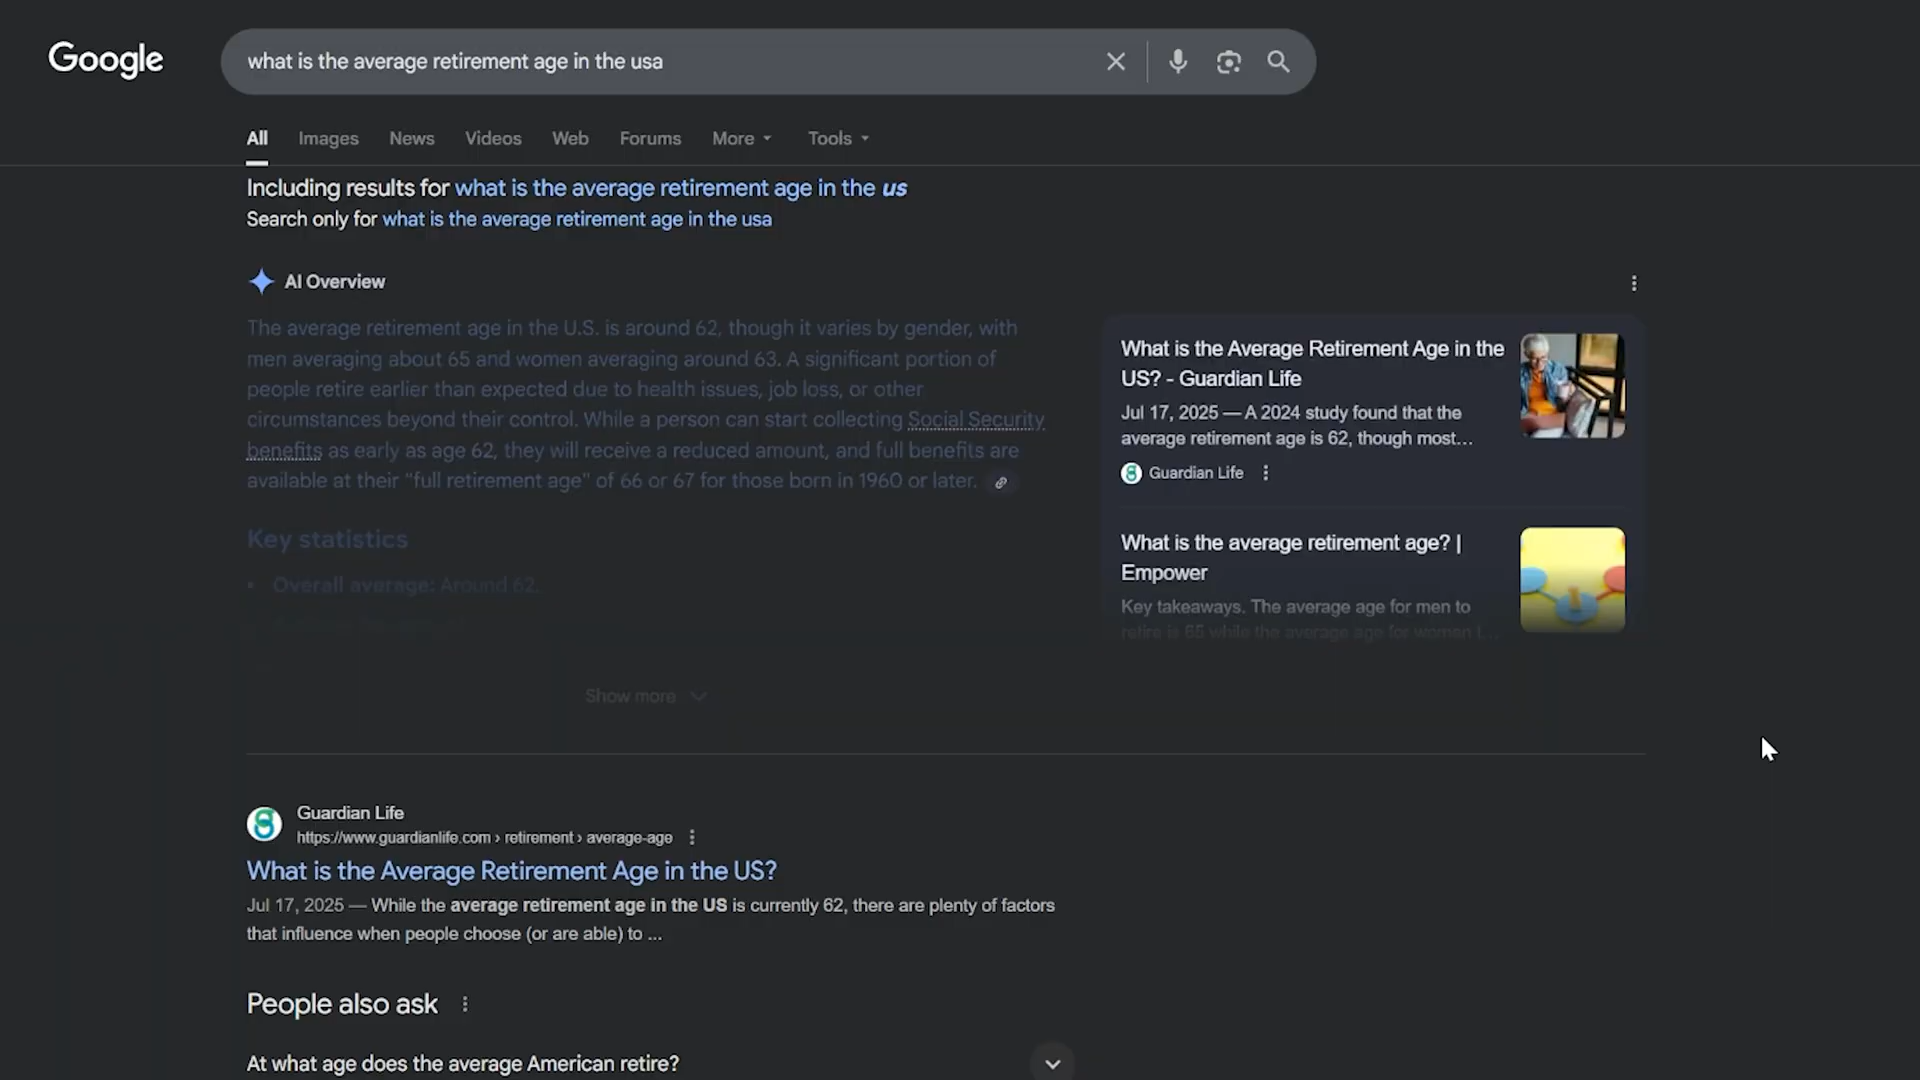 Google
what is the average retirement age in the usa
All Images News Videos Web Forums More Tools
Including results for what is the average retirement age in the us
Search only for what is the average retirement age in the usa
AI Overview
The average retirement age in the U.S. is around 62, though it varies by gender, with
men averaging about 65 and women averaging around 63. A significant portion of
people retire earlier than expected due to health issues, job loss, or other
circumstances beyond their control. While a person can start collecting Social Security
benefits as early as age 62, they will receive a reduced amount, and full benefits are
available at their "full retirement age" of 66 or 67 for those born in 1960 or later.
Key statistics
• Overall average: Around 62.
Show more
What is the Average Retirement Age in the
US? - Guardian Life
Jul 17, 2025 — A 2024 study found that the
average retirement age is 62, though most...
Guardian Life
What is the average retirement age? |
Empower
Key takeaways. The average age for men to
retire is 65 while the average age for women i...
Guardian Life
https://www.guardianlife.com › retirement › average-age
What is the Average Retirement Age in the US?
Jul 17, 2025 — While the average retirement age in the US is currently 62, there are plenty of factors
that influence when people choose (or are able) to ...
People also ask
At what age does the average American retire?